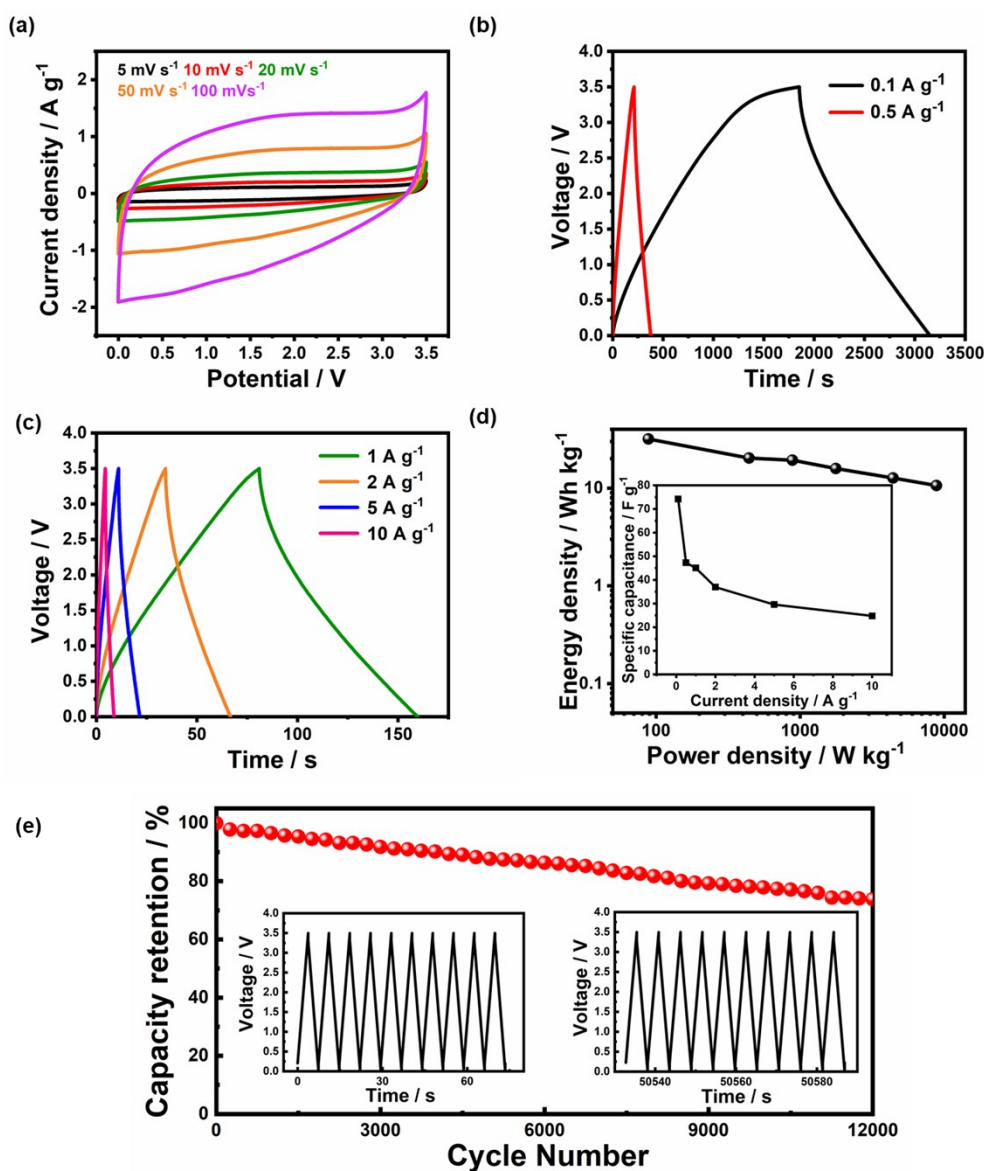 (a)
5 mV s⁻¹ 10 mV s⁻¹ 20 mV s⁻¹
50 mV s⁻¹ 100 mVs⁻¹
Current density / A g⁻¹
2
1
0
-1
-2
0.0 0.5 1.0 1.5 2.0 2.5 3.0 3.5
Potential / V
(b)
0.1 A g⁻¹
0.5 A g⁻¹
Voltage / V
4.0
3.5
3.0
2.5
2.0
1.5
1.0
0.5
0.0
0 500 1000 1500 2000 2500 3000 3500
Time / s
(c)
1 A g⁻¹
2 A g⁻¹
5 A g⁻¹
10 A g⁻¹
Voltage / V
4.0
3.5
3.0
2.5
2.0
1.5
1.0
0.5
0.0
0 50 100 150
Time / s
(d)
Energy density / Wh kg⁻¹
10
1
0.1
100 1000 10000
Power density / W kg⁻¹
Specific capacitance / F g⁻¹
80
70
60
50
40
30
20
10
0
0 2 4 6 8 10
Current density / A g⁻¹
(e)
Capacity retention / %
100
80
60
40
20
0
0 3000 6000 9000 12000
Cycle Number
Voltage / V
4.0
3.5
3.0
2.5
2.0
1.5
1.0
0.5
0.0
0 30 60
Time / s
Voltage / V
4.0
3.5
3.0
2.5
2.0
1.5
1.0
0.5
0.0
50540 50560 50580
Time / s